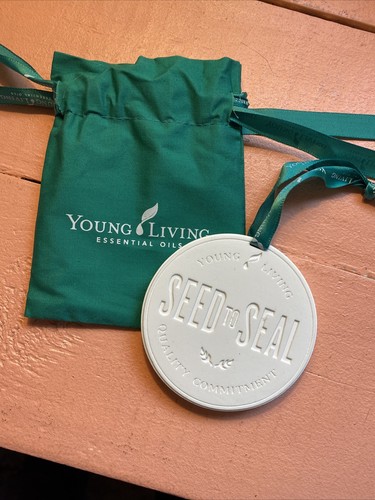 YOUNG LIVING
ESSENTIAL OILS
YOUNG LIVING
SEED TO SEAL
QUALITY COMMITMENT